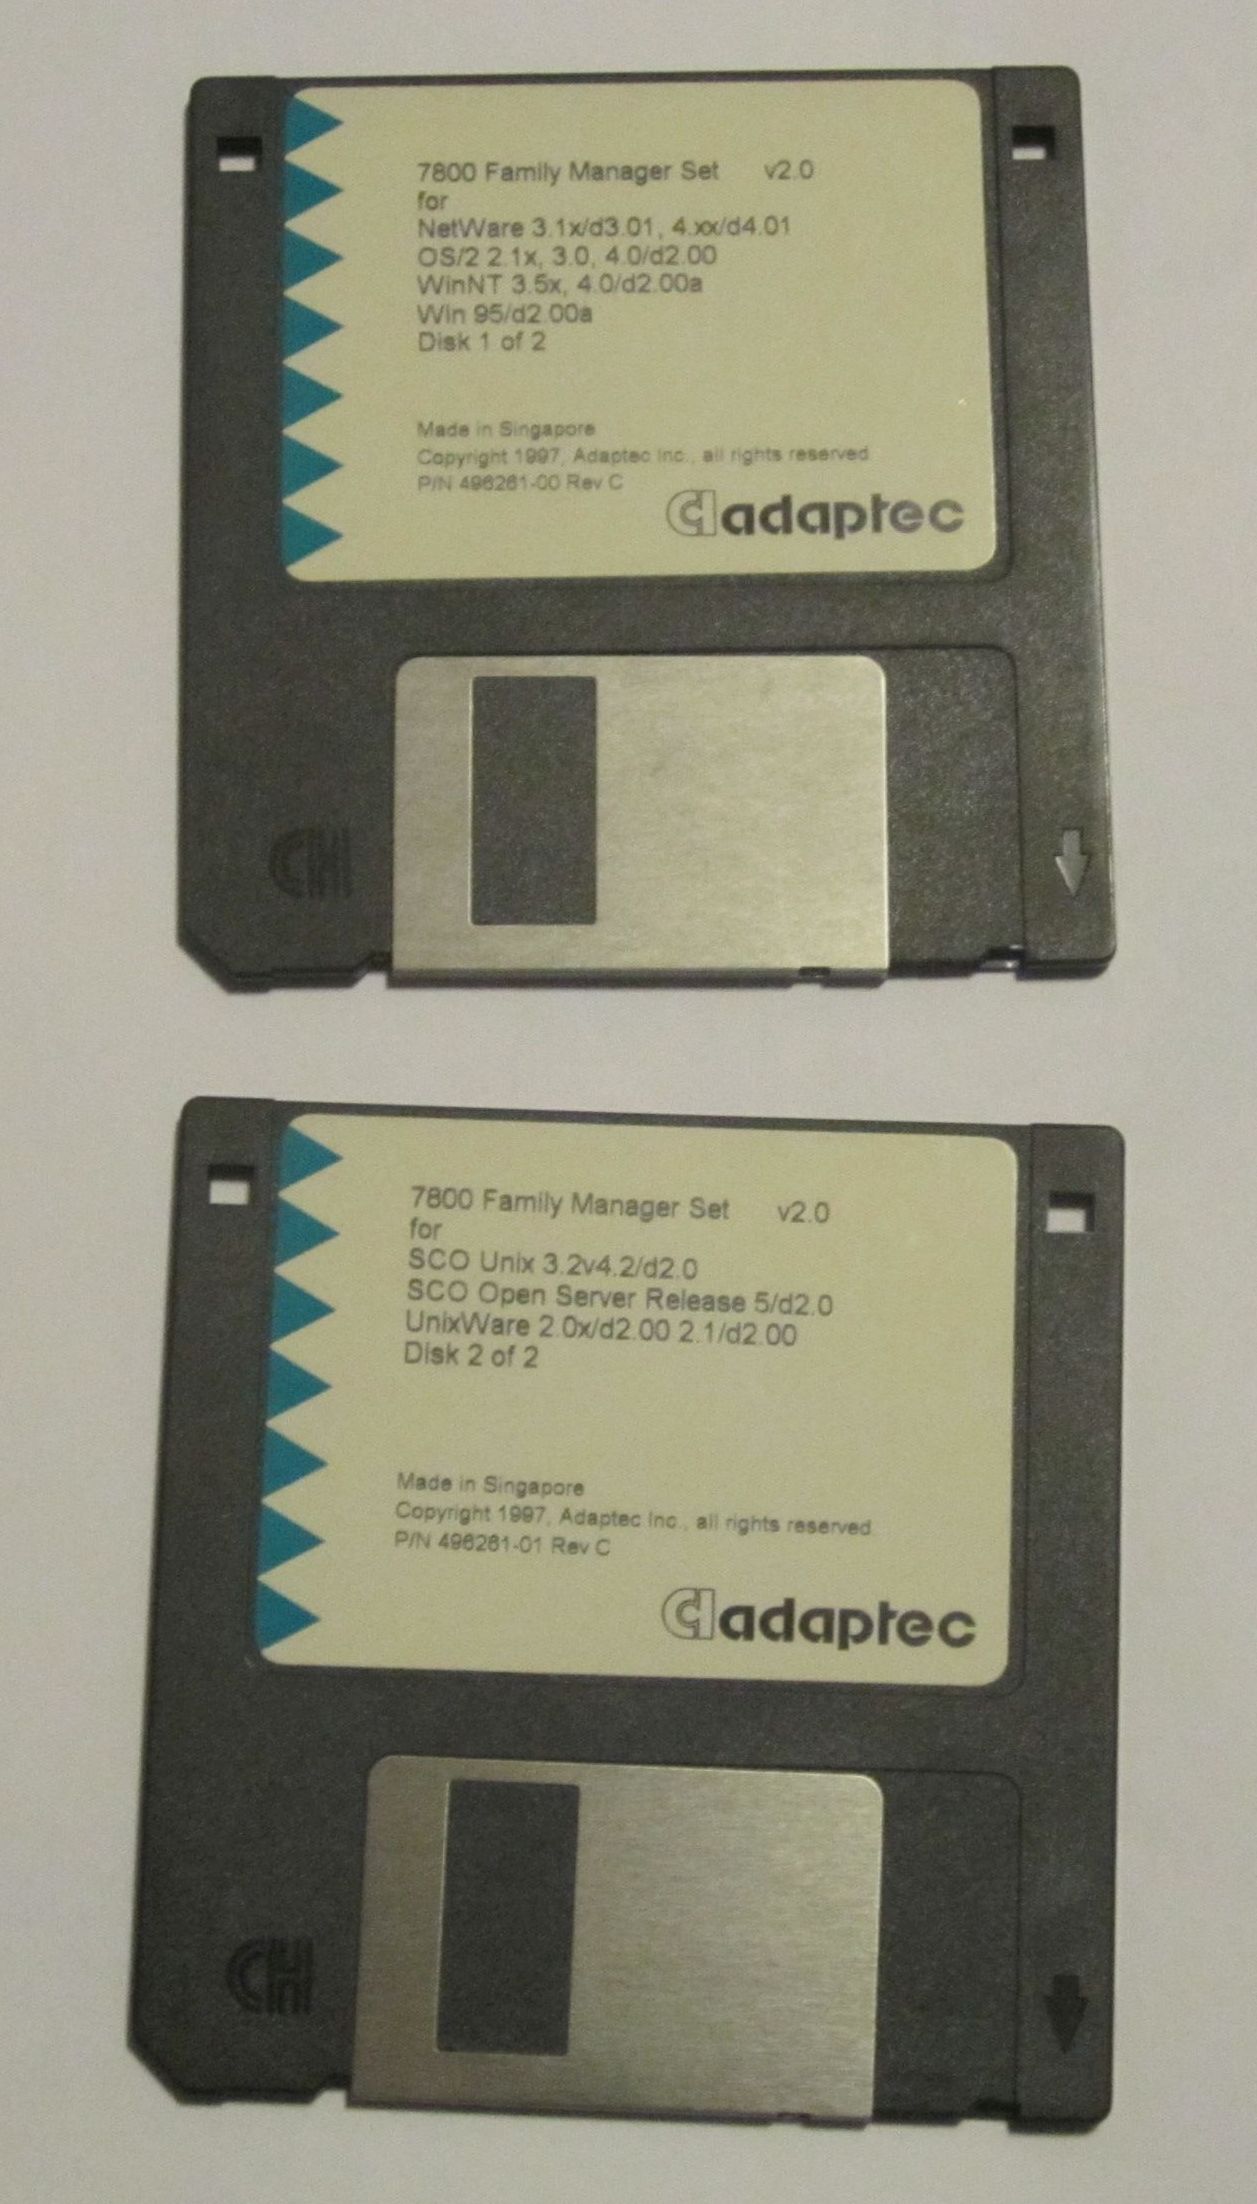 7800 Family Manager Set v2.0
for
NetWare 3.1x/d3.01, 4.xx/d4.01
OS/2 2.1x, 3.0, 4.0/d2.00
WinNT 3.5x, 4.0/d2.00a
Win 95/d2.00a
Disk 1 of 2
Made in Singapore
Copyright 1997, Adaptec Inc., all rights reserved
P/N 496261-00 Rev C
adaptec
CH
7800 Family Manager Set v2.0
for
SCO Unix 3.2v4.2/d2.0
SCO Open Server Release 5/d2.0
UnixWare 2.0x/d2.00 2.1/d2.00
Disk 2 of 2
Made in Singapore
Copyright 1997, Adaptec Inc., all rights reserved
P/N 496261-01 Rev C
adaptec
CH